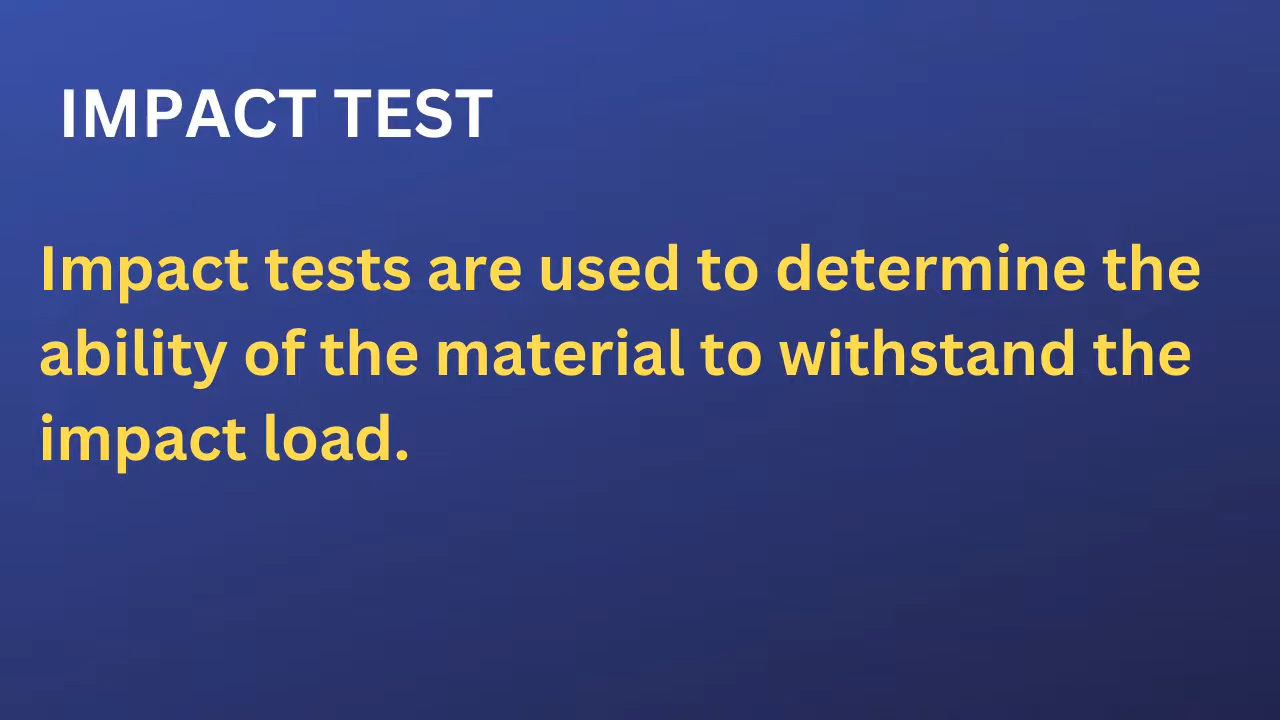 IMPACT TEST
Impact tests are used to determine the
ability of the material to withstand the
impact load.